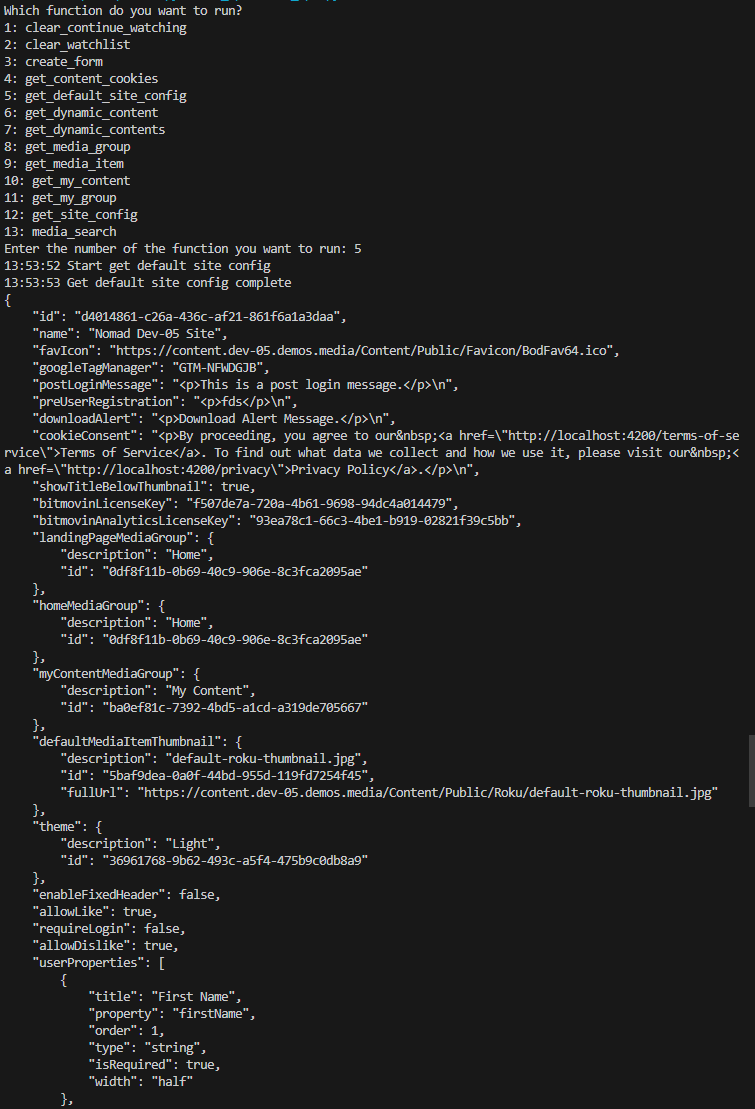 Which function do you want to run?
1: clear_continue_watching
2: clear_watchlist
3: create_form
4: get_content_cookies
5: get_default_site_config
6: get_dynamic_content
7: get_dynamic_contents
8: get_media_group
9: get_media_item
10: get_my_content
11: get_my_group
12: get_site_config
13: media_search
Enter the number of the function you want to run: 5
13:53:52 Start get default site config
13:53:53 Get default site config complete
{
    "id": "d4014861-c26a-436c-af21-861f6a1a3daa",
    "name": "Nomad Dev-05 Site",
    "favIcon": "https://content.dev-05.demos.media/Content/Public/Favicon/BodFav64.ico",
    "googleTagManager": "GTM-NFWDGJB",
    "postLoginMessage": "<p>This is a post login message.</p>\n",
    "preUserRegistration": "<p>fds</p>\n",
    "downloadAlert": "<p>Download Alert Message.</p>\n",
    "cookieConsent": "<p>By proceeding, you agree to our&nbsp;<a href=\"http://localhost:4200/terms-of-se
rvice\">Terms of Service</a>. To find out what data we collect and how we use it, please visit our&nbsp;<
a href=\"http://localhost:4200/privacy\">Privacy Policy</a>.</p>\n",
    "showTitleBelowThumbnail": true,
    "bitmovinLicenseKey": "f507de7a-720a-4b61-9698-94dc4a014479",
    "bitmovinAnalyticsLicenseKey": "93ea78c1-66c3-4be1-b919-02821f39c5bb",
    "landingPageMediaGroup": {
        "description": "Home",
        "id": "0df8f11b-0b69-40c9-906e-8c3fca2095ae"
    },
    "homeMediaGroup": {
        "description": "Home",
        "id": "0df8f11b-0b69-40c9-906e-8c3fca2095ae"
    },
    "myContentMediaGroup": {
        "description": "My Content",
        "id": "ba0ef81c-7392-4bd5-a1cd-a319de705667"
    },
    "defaultMediaItemThumbnail": {
        "description": "default-roku-thumbnail.jpg",
        "id": "5baf9dea-0a0f-44bd-955d-119fd7254f45",
        "fullUrl": "https://content.dev-05.demos.media/Content/Public/Roku/default-roku-thumbnail.jpg"
    },
    "theme": {
        "description": "Light",
        "id": "36961768-9b62-493c-a5f4-475b9c0db8a9"
    },
    "enableFixedHeader": false,
    "allowLike": true,
    "requireLogin": false,
    "allowDislike": true,
    "userProperties": [
        {
            "title": "First Name",
            "property": "firstName",
            "order": 1,
            "type": "string",
            "isRequired": true,
            "width": "half"
        },